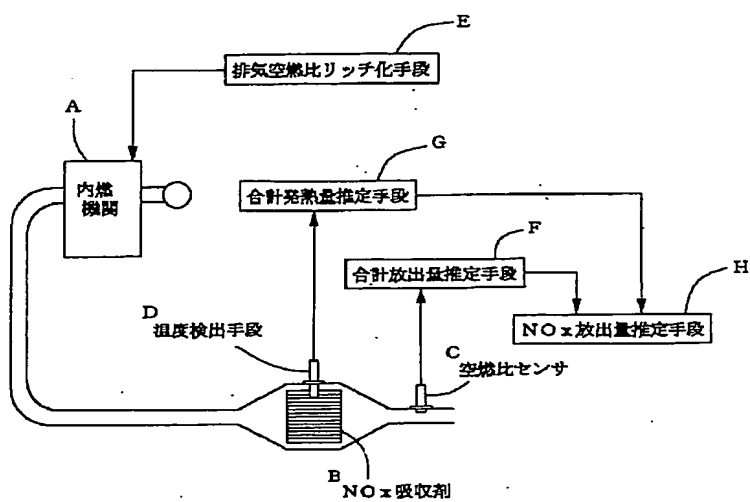 E
排気空燃比リッチ化手段
A
内燃
機関
G
合計発熱量推定手段
F
合計放出量推定手段
H
NOx放出量推定手段
D
温度検出手段
C
空燃比センサ
B
NOx吸収剤